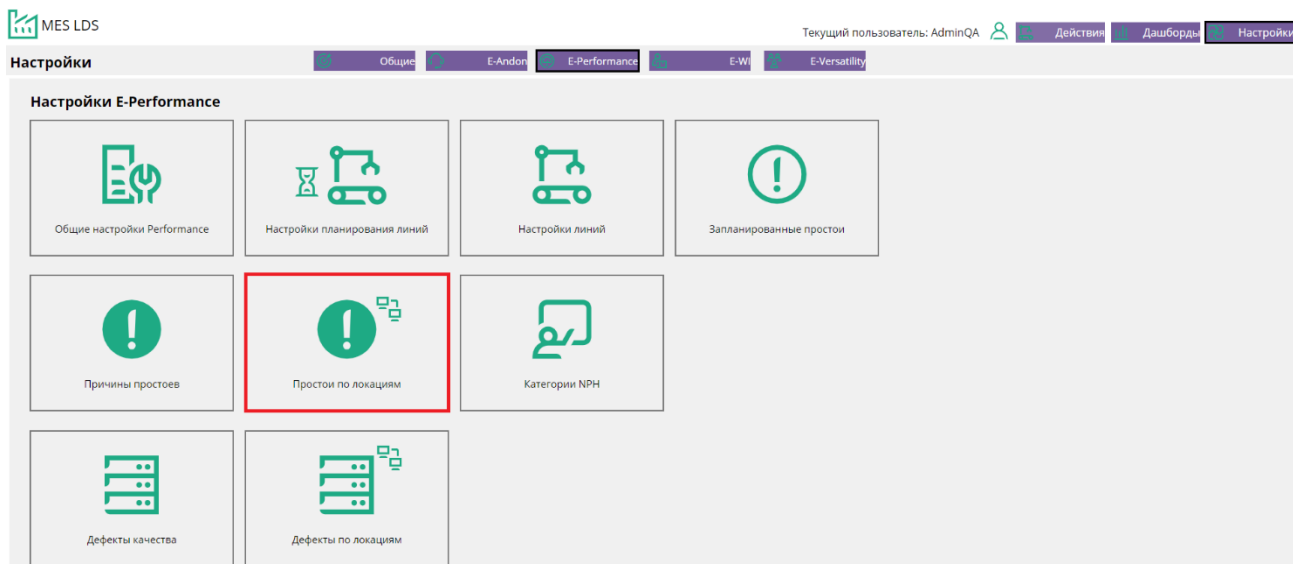 MES LDS
Текущий пользователь: AdminQA
Действия
Дашборды
Настройки
Настройки
Общие
E-Andon
E-Performance
E-WI
E-Versatility
Настройки E-Performance
Общие настройки Performance
Настройки планирования линий
Настройки линий
Запланированные простои
Причины простоев
Простои по локациям
Категории NPH
Дефекты качества
Дефекты по локациям